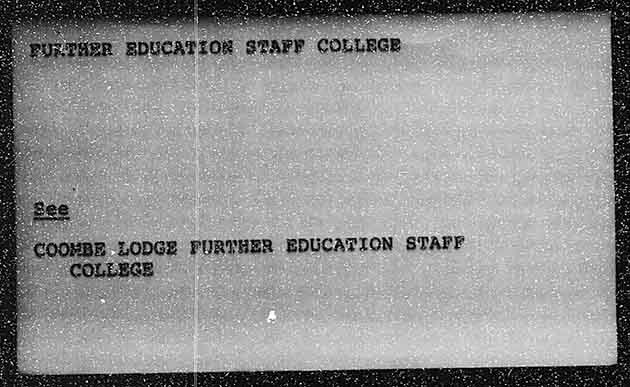 FURTHER EDUCATION STAFF COLLEGE
See
COOMBE LODGE FURTHER EDUCATION STAFF
COLLEGE